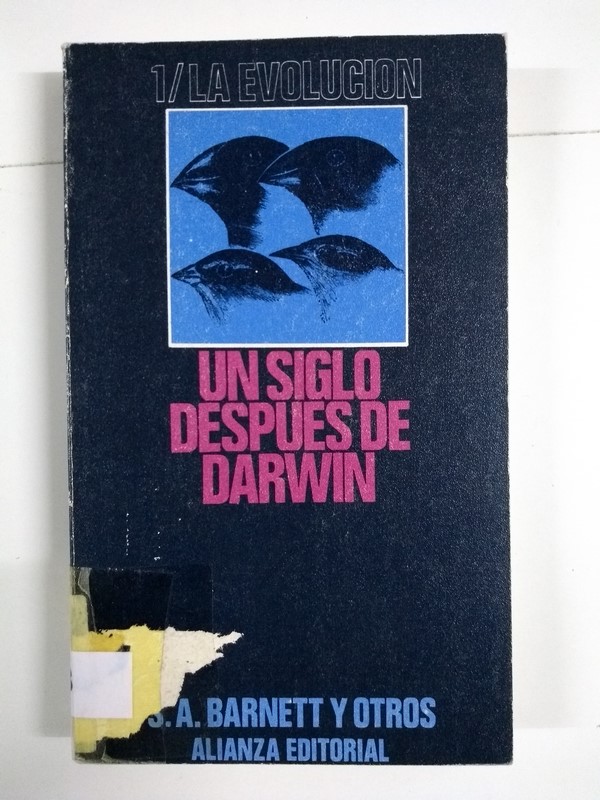 1/LA EVOLUCION
UN SIGLO
DESPUES DE
DARWIN
S.A. BARNETT Y OTROS
ALIANZA EDITORIAL